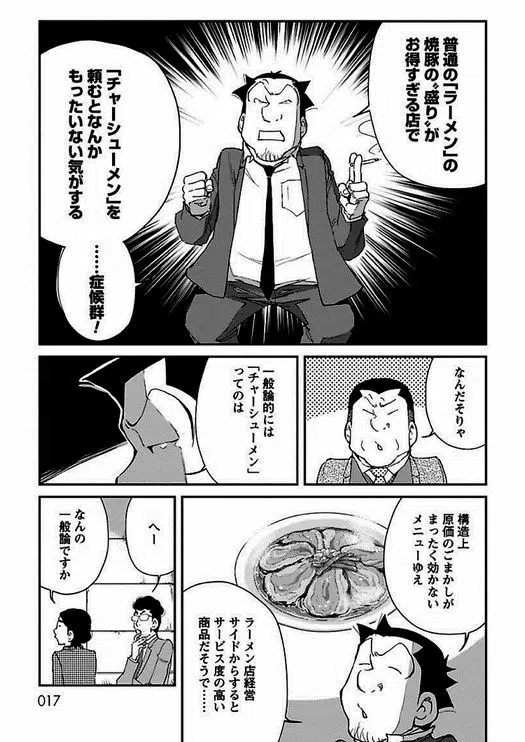 普通の「ラーメン」の
焼豚の〝盛り〟が
お得すぎる店で
「チャーシューメン」を
頼むとなんか
もったいない気がする
……症候群!
なんだそりゃ
一般論的には
「チャーシューメン」
ってのは
構造上
原価のごまかしが
まったく効かない
メニューゆえ
ラーメン店経営
サイドからすると
サービス度の高い
商品だそうで……
へー
なんの
一般論ですか
017